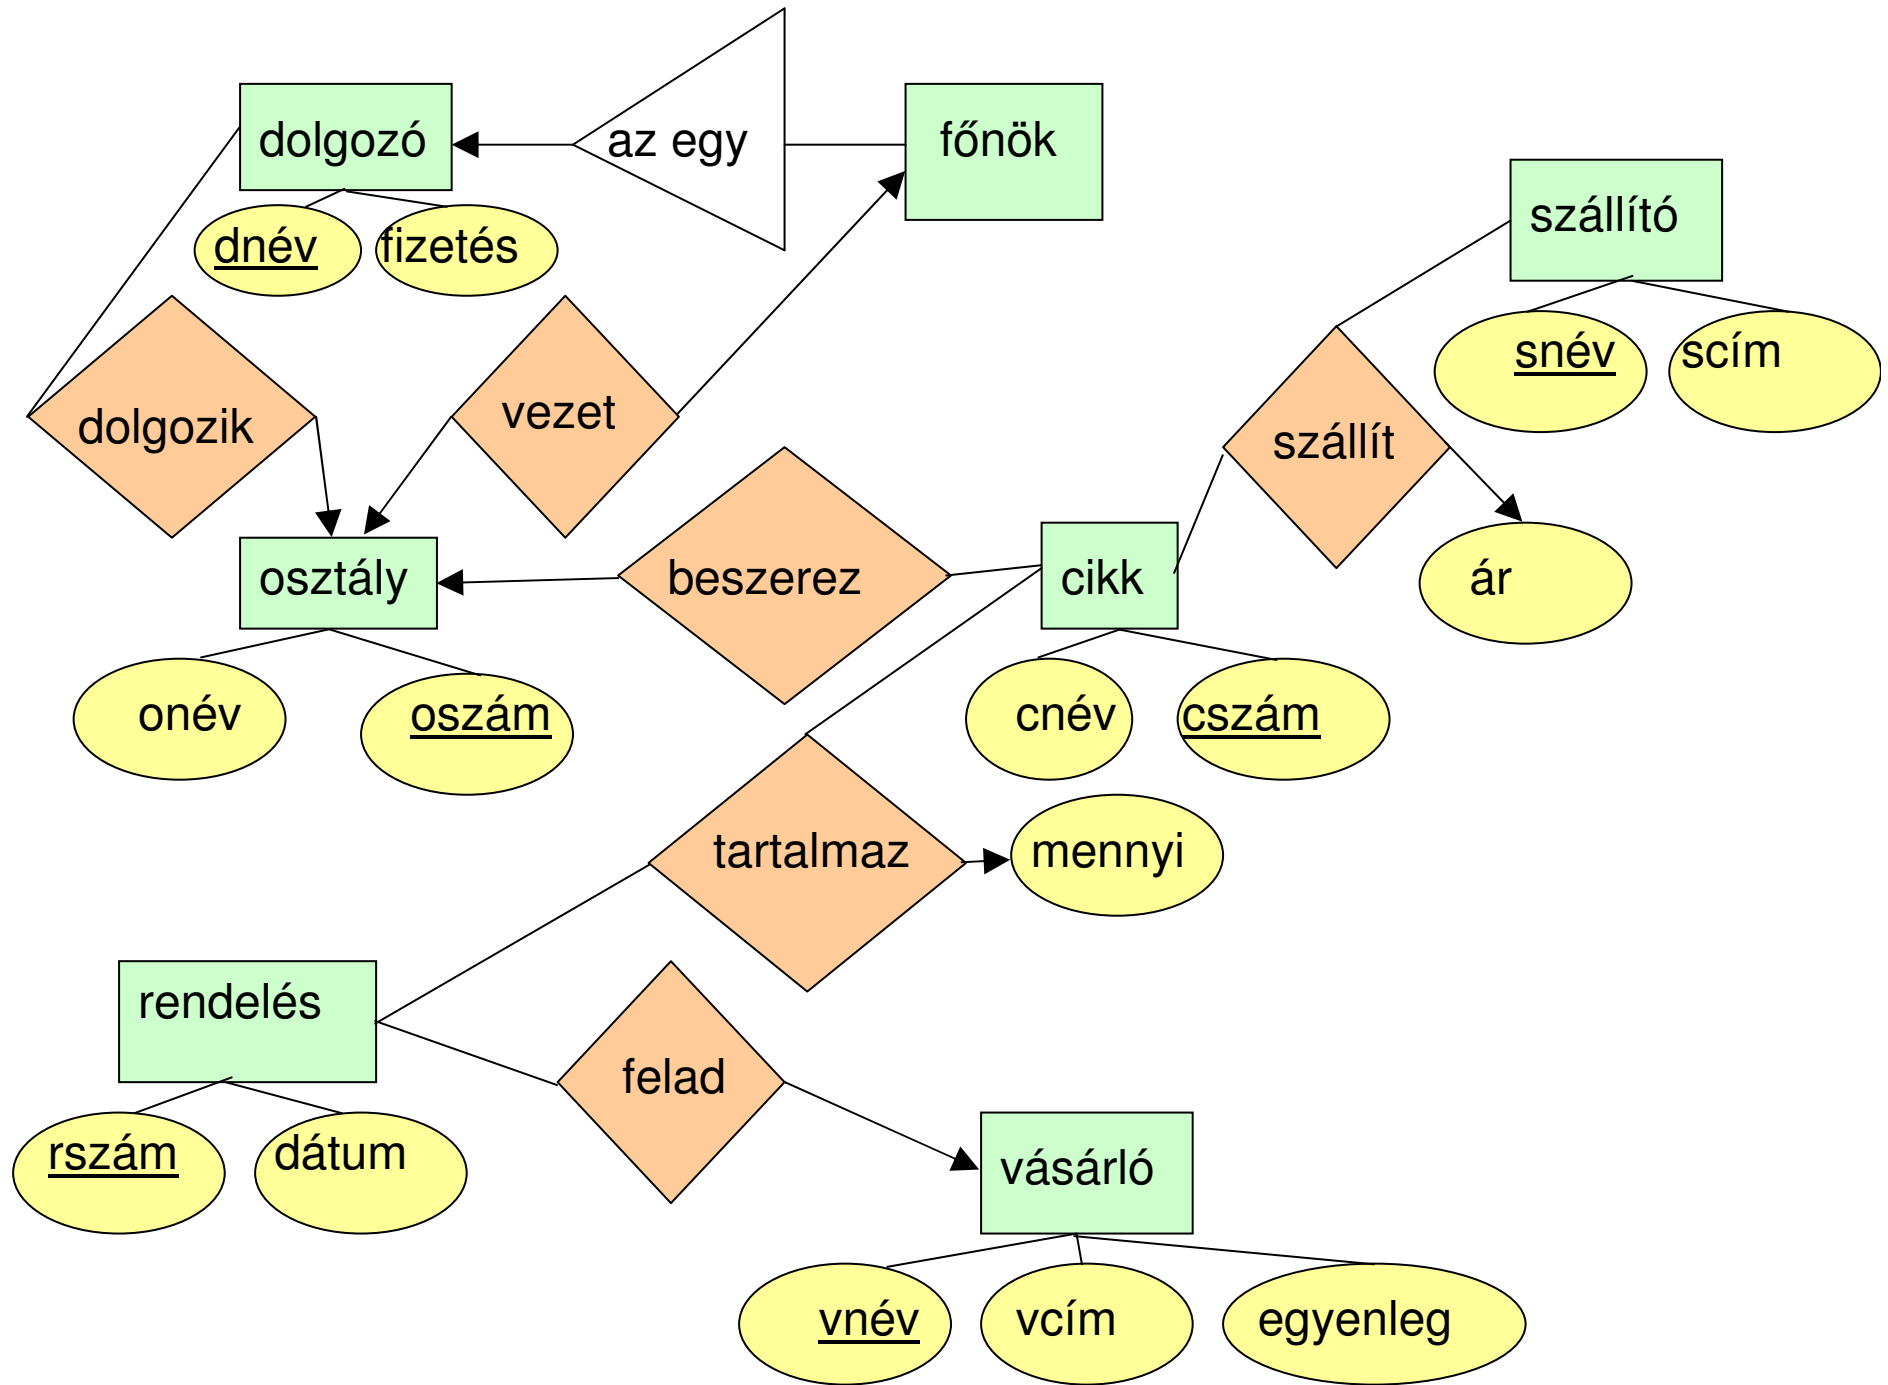 dolgozó
az egy
főnök
szállító
dnév
fizetés
snév
scím
dolgozik
vezet
szállít
osztály
beszerez
cikk
ár
onév
oszám
cnév
cszám
tartalmaz
mennyi
rendelés
felad
rszám
dátum
vásárló
vnév
vcím
egyenleg